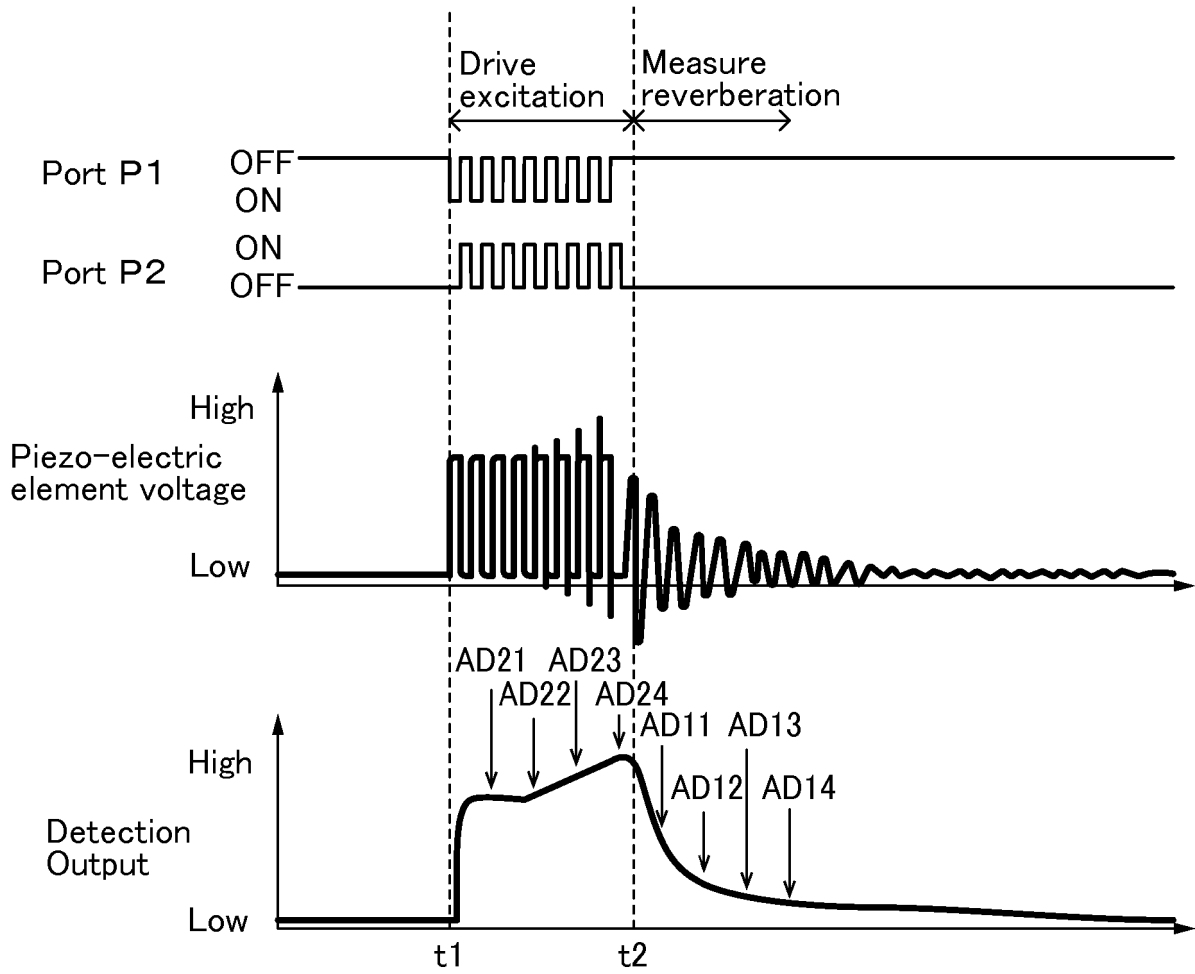 Drive
excitation
Measure
reverberation
Port P1
OFF
ON
Port P2
ON
OFF
High
Piezo-electric
element voltage
Low
AD21
AD23
AD22
AD24
AD11
AD13
High
AD12
AD14
Detection
Output
Low
t1
t2